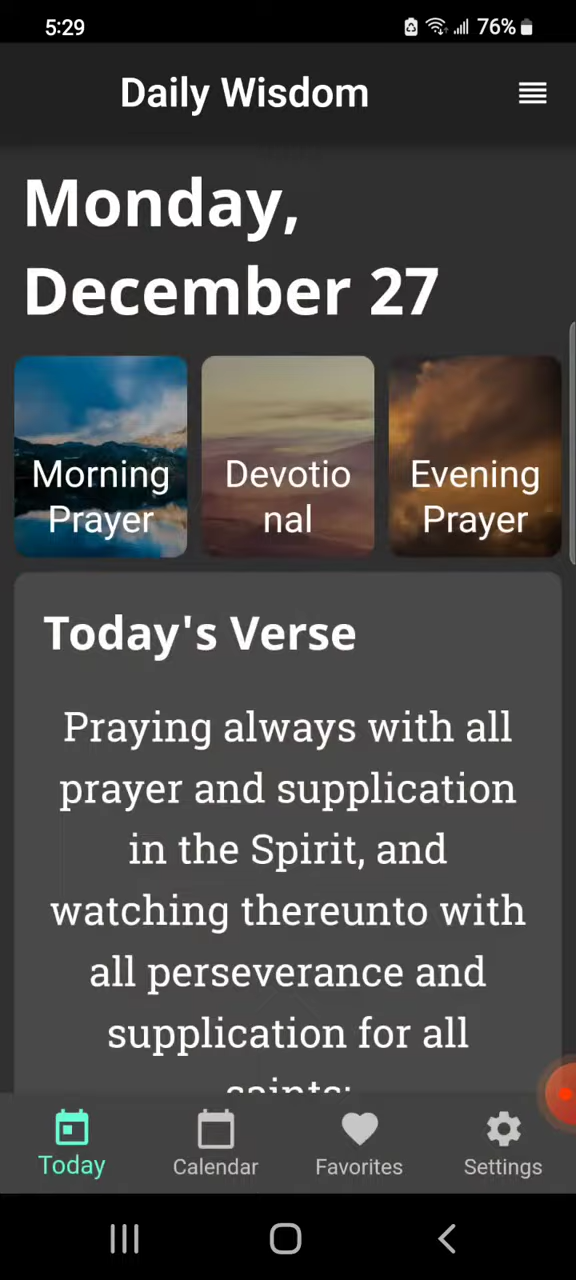 5:29
76%
Daily Wisdom
Monday,
December 27
Morning
Prayer
Devotio
nal
Evening
Prayer
Today's Verse
Praying always with all
prayer and supplication
in the Spirit, and
watching thereunto with
all perseverance and
supplication for all
saints;
Today
Calendar
Favorites
Settings